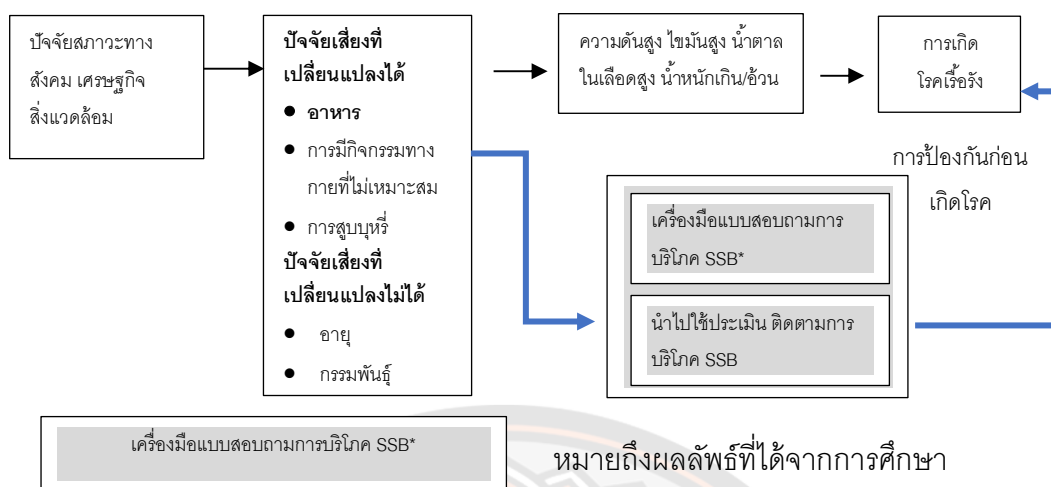 ปัจจัยสภาวะทาง
สังคม เศรษฐกิจ
สิ่งแวดล้อม
ปัจจัยเสี่ยงที่
เปลี่ยนแปลงได้
● อาหาร
● การมีกิจกรรมทาง
กายที่ไม่เหมาะสม
● การสูบบุหรี่
ปัจจัยเสี่ยงที่
เปลี่ยนแปลงไม่ได้
● อายุ
● กรรมพันธุ์
ความดันสูง ไขมันสูง น้ำตาล
ในเลือดสูง น้ำหนักเกิน/อ้วน
การเกิด
โรคเรื้อรัง
การป้องกันก่อน
เกิดโรค
เครื่องมือแบบสอบถามการ
บริโภค SSB*
นำไปใช้ประเมิน ติดตามการ
บริโภค SSB
เครื่องมือแบบสอบถามการบริโภค SSB*
หมายถึงผลลัพธ์ที่ได้จากการศึกษา